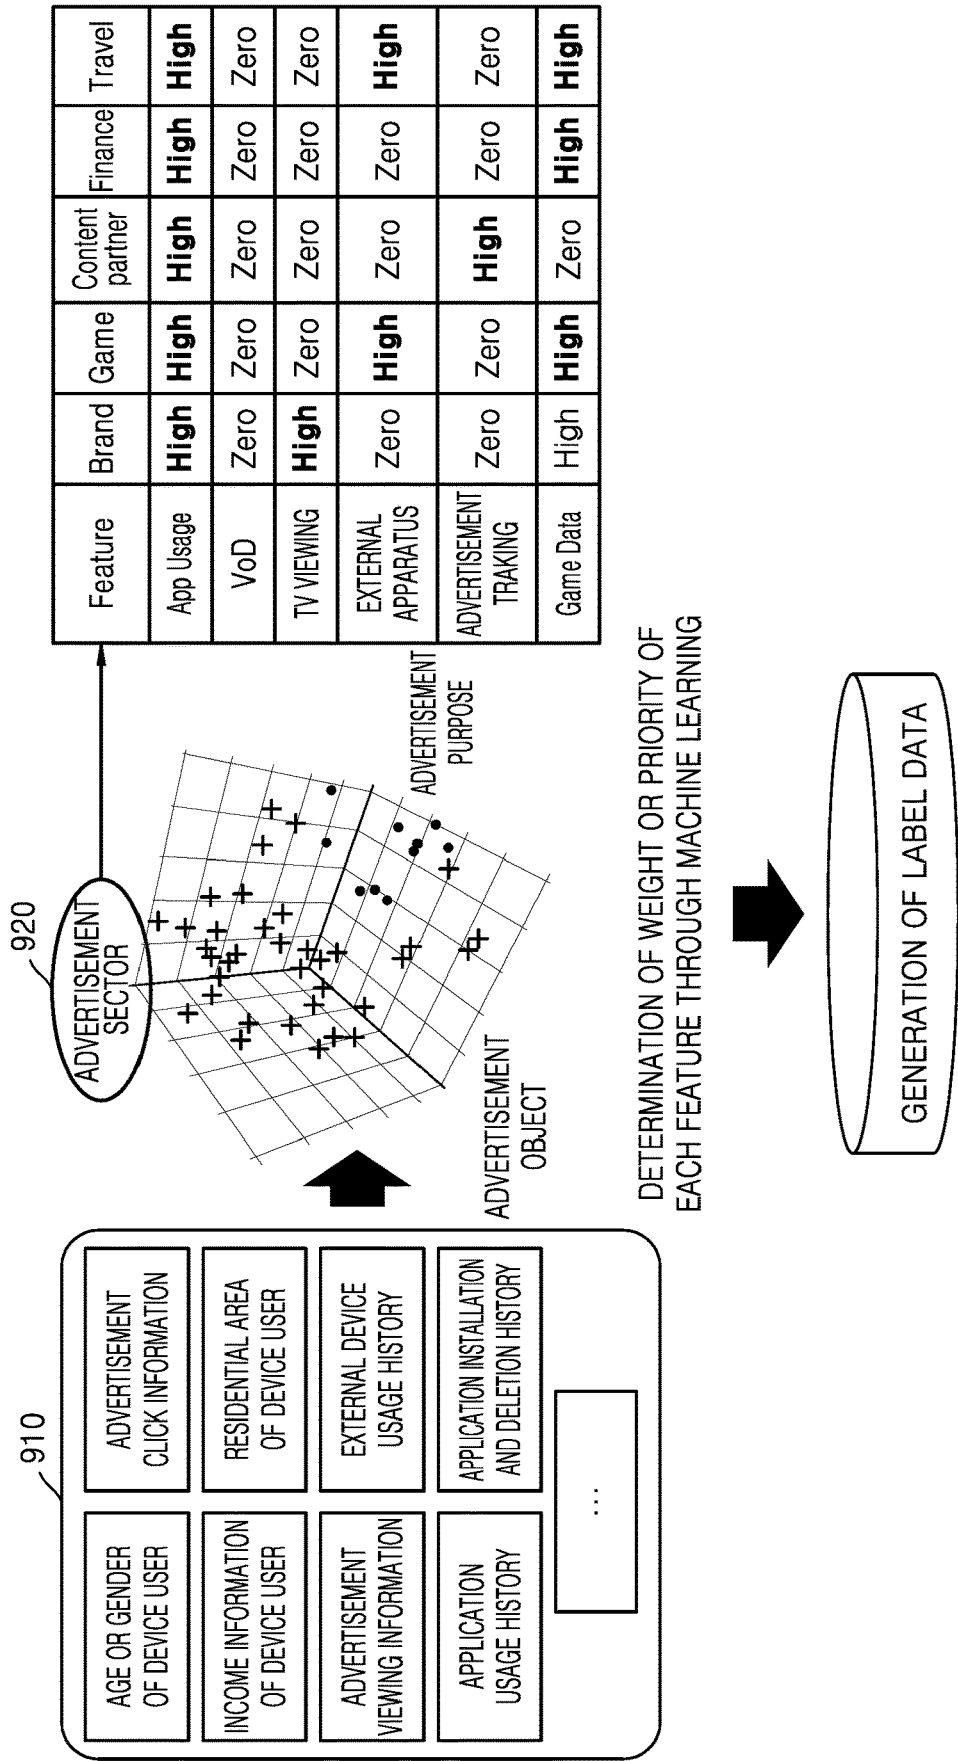 910
AGE OR GENDER
OF DEVICE USER
ADVERTISEMENT
CLICK INFORMATION
INCOME INFORMATION
OF DEVICE USER
RESIDENTIAL AREA
OF DEVICE USER
ADVERTISEMENT
VIEWING INFORMATION
EXTERNAL DEVICE
USAGE HISTORY
APPLICATION
USAGE HISTORY
APPLICATION INSTALLATION
AND DELETION HISTORY
...
920
ADVERTISEMENT
SECTOR
ADVERTISEMENT
OBJECT
ADVERTISEMENT
PURPOSE
Feature Brand Game Content partner Finance Travel
App Usage High High High High High
VoD Zero Zero Zero Zero Zero
TV VIEWING High Zero Zero Zero Zero
EXTERNAL APPARATUS Zero High Zero Zero High
ADVERTISEMENT TRAKING Zero Zero High Zero Zero
Game Data High High Zero High High
DETERMINATION OF WEIGHT OR PRIORITY OF
EACH FEATURE THROUGH MACHINE LEARNING
GENERATION OF LABEL DATA